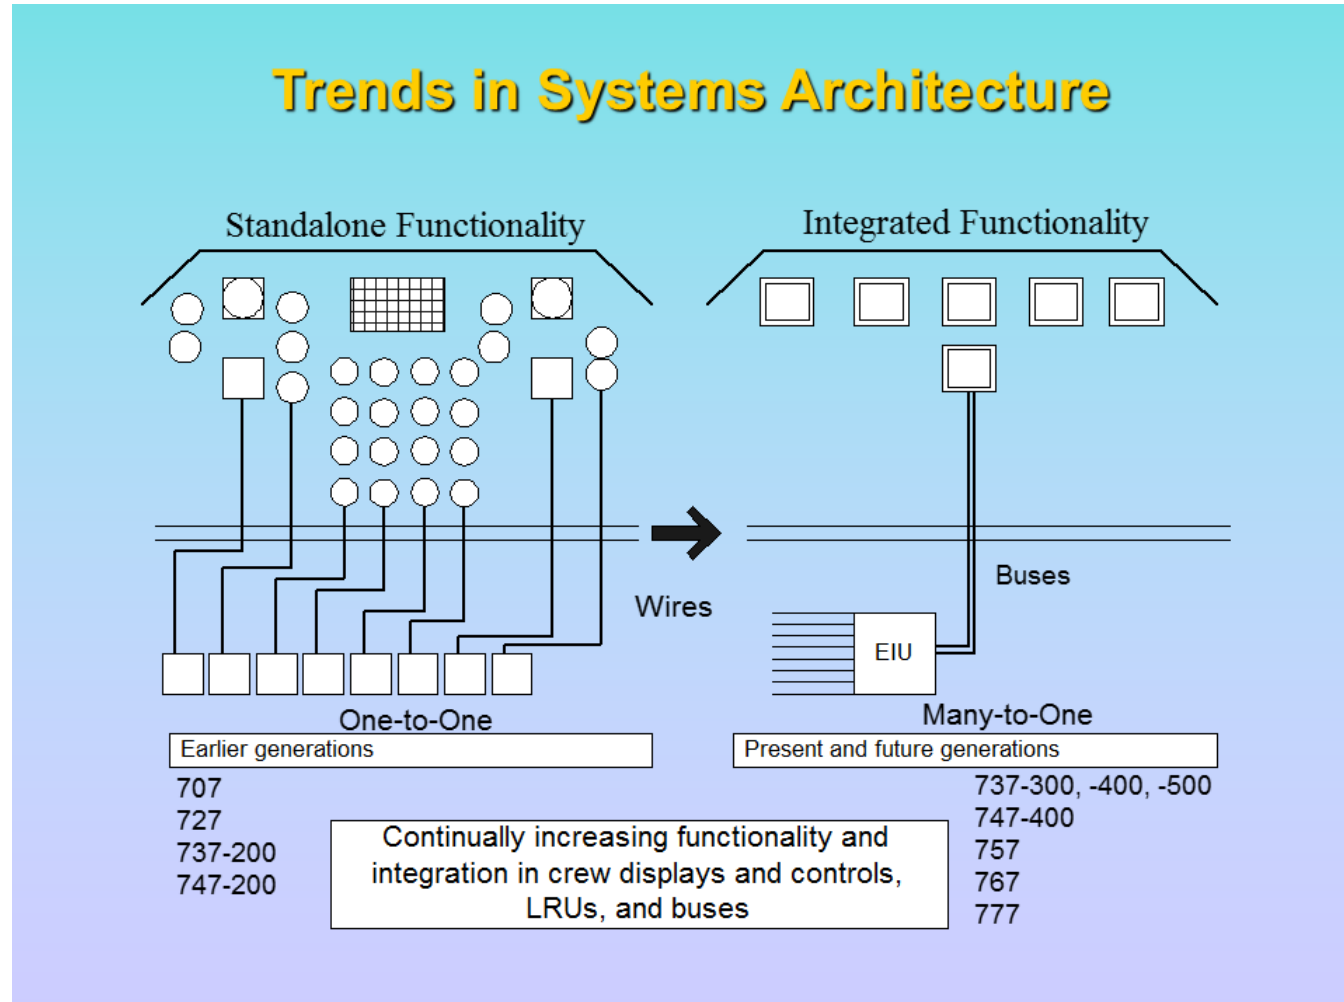 Trends in Systems Architecture
Standalone Functionality
Integrated Functionality
Wires
Buses
EIU
One-to-One
Many-to-One
Earlier generations
Present and future generations
707
727
737-200
747-200
737-300, -400, -500
747-400
757
767
777
Continually increasing functionality and
integration in crew displays and controls,
LRUs, and buses